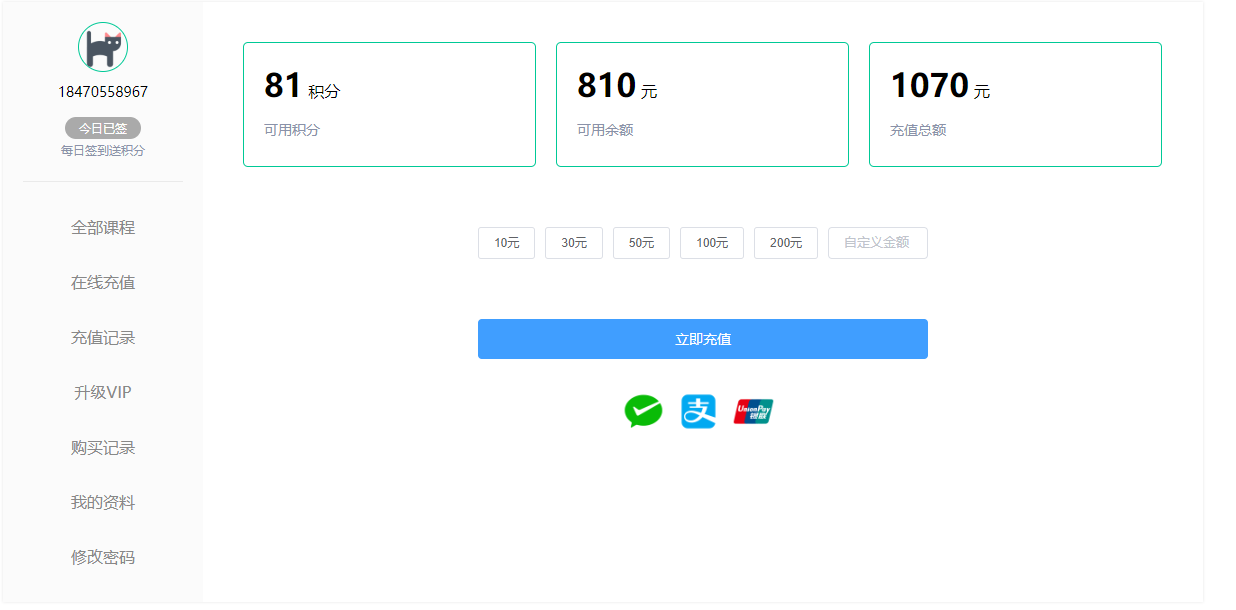 18470558967
今日已签
每日签到送积分
全部课程
在线充值
充值记录
升级VIP
购买记录
我的资料
修改密码
81 积分
可用积分
810 元
可用余额
1070 元
充值总额
10元 30元 50元 100元 200元 自定义金额
立即充值
支
UnionPay
银联